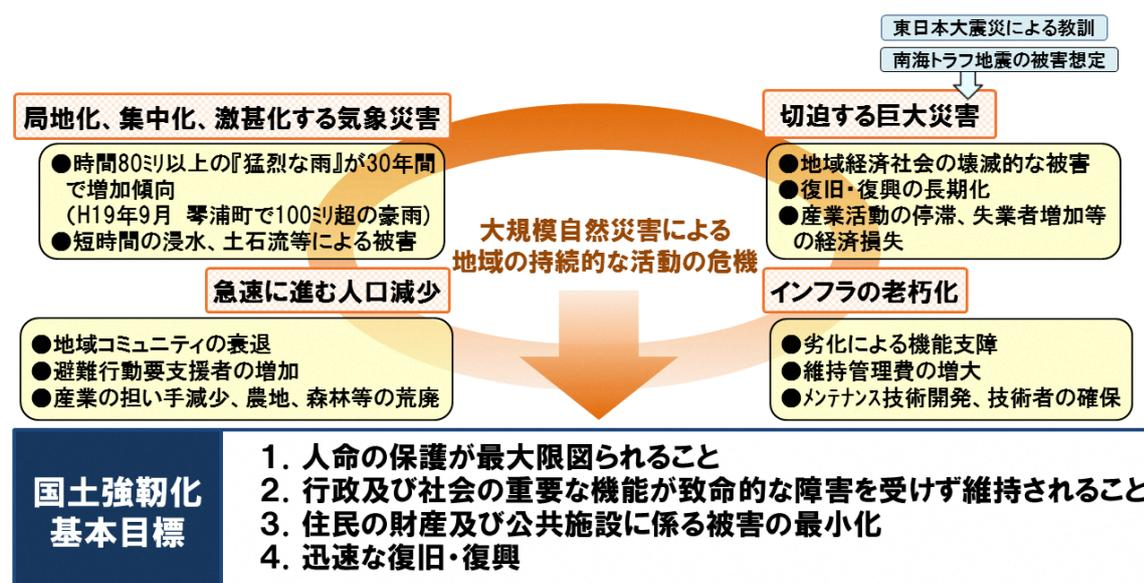 東日本大震災による教訓
南海トラフ地震の被害想定
局地化、集中化、激甚化する気象災害
●時間80ﾐﾘ以上の『猛烈な雨』が30年間
で増加傾向
（H19年9月　琴浦町で100ﾐﾘ超の豪雨）
●短時間の浸水、土石流等による被害
切迫する巨大災害
●地域経済社会の壊滅的な被害
●復旧・復興の長期化
●産業活動の停滞、失業者増加等
の経済損失
大規模自然災害による
地域の持続的な活動の危機
急速に進む人口減少
●地域コミュニティの衰退
●避難行動要支援者の増加
●産業の担い手減少、農地、森林等の荒廃
インフラの老朽化
●劣化による機能支障
●維持管理費の増大
●ﾒﾝﾃﾅﾝｽ技術開発、技術者の確保
国土強靭化
基本目標
1．人命の保護が最大限図られること
2．行政及び社会の重要な機能が致命的な障害を受けず維持されること
3．住民の財産及び公共施設に係る被害の最小化
4．迅速な復旧・復興